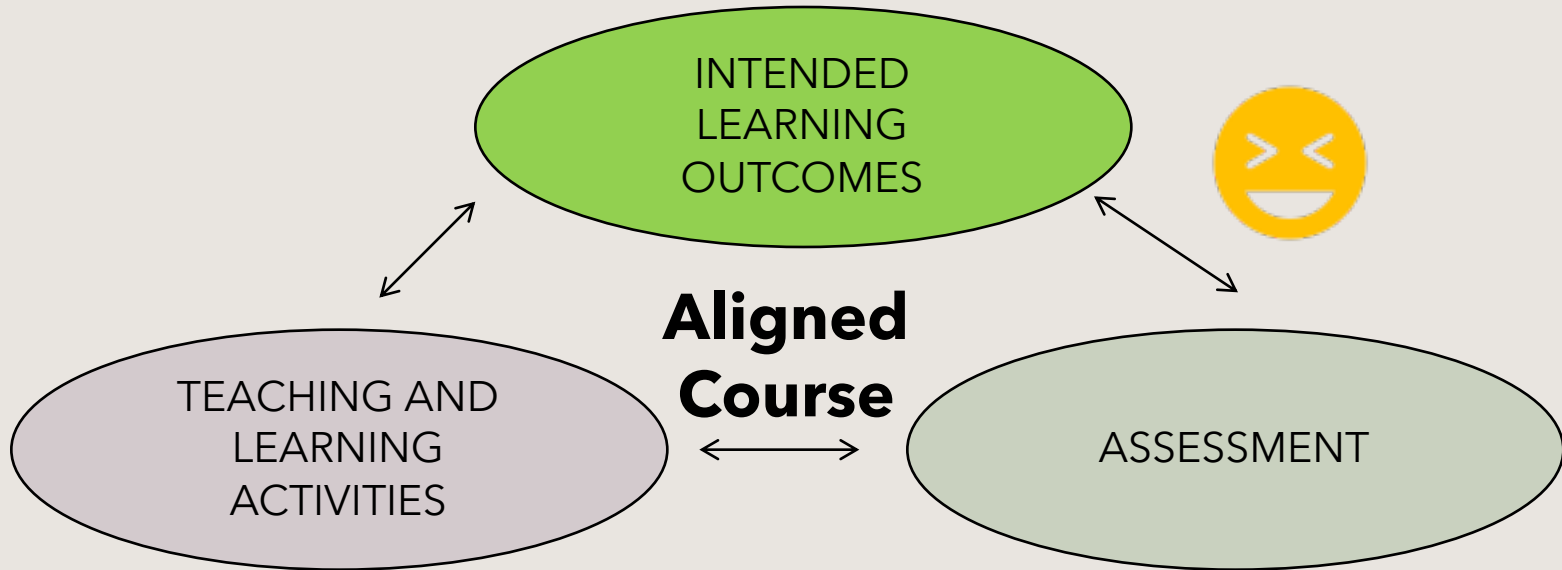 INTENDED
LEARNING
OUTCOMES
Aligned
Course
TEACHING AND
LEARNING
ACTIVITIES
ASSESSMENT